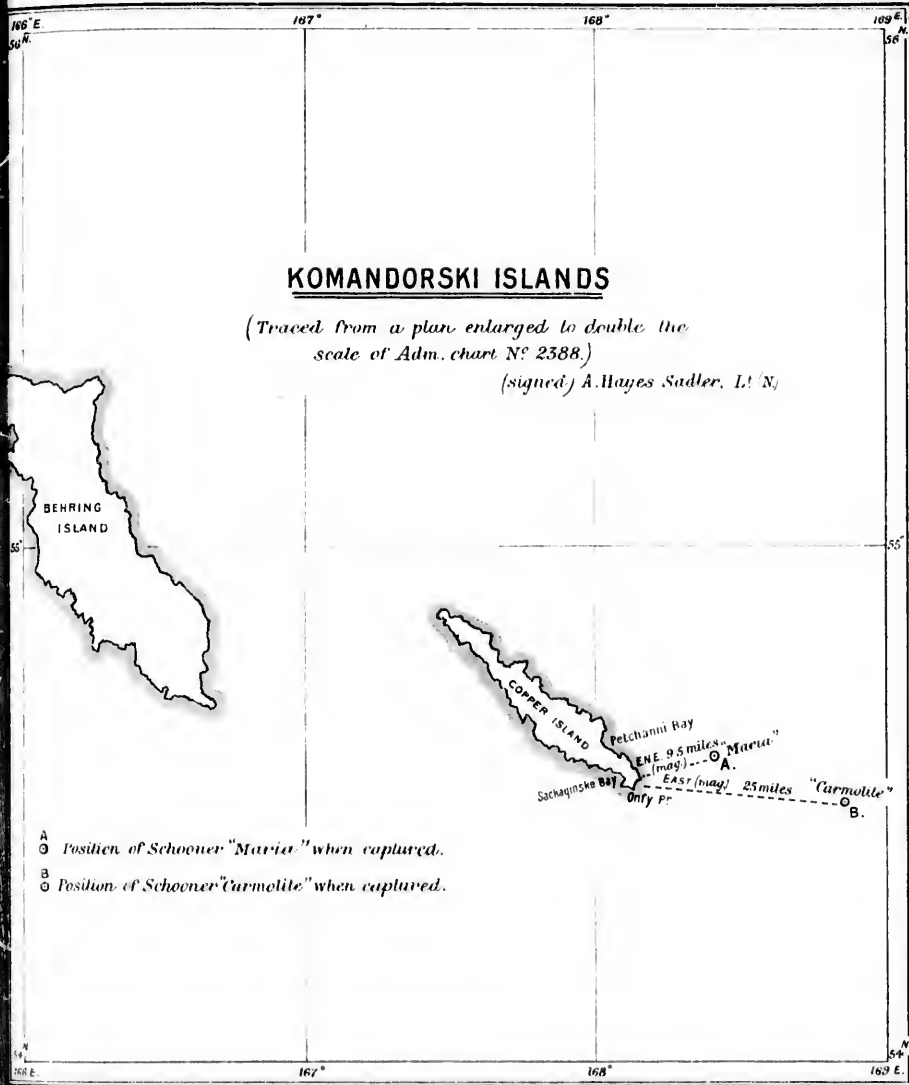 166° E.
167°
168°
169° E.
56 N.
N.
56
KOMANDORSKI ISLANDS
(Traced from a plan enlarged to double the
scale of Adm. chart Nº 2388.)
(signed) A. Hayes Sadler, Lt (N)
BEHRING
ISLAND
55°
55°
COPPER ISLAND
Petchanni Bay
E.N.E. 9.5 miles
(mag.)
"Maria"
A.
Sachaginske Bay
EAST (mag.) 25 miles
"Carmolite"
Onfy Pt.
B.
A
Position of Schooner "Maria" when captured.
B
Position of Schooner "Carmolite" when captured.
54 N
N
54°
166 E.
167°
168°
169 E.